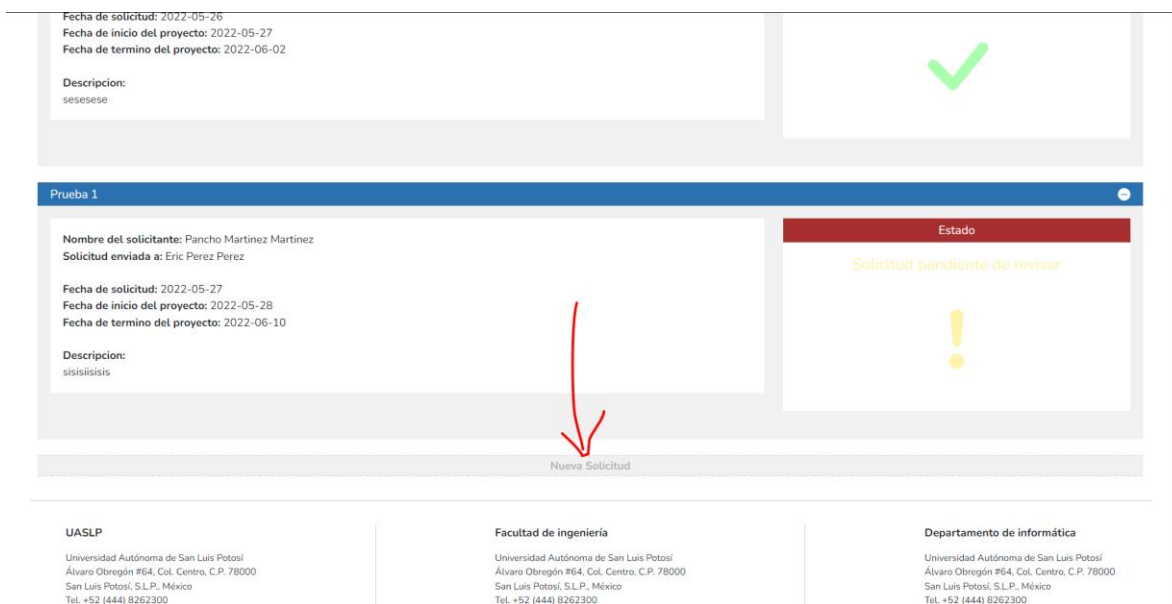 Fecha de solicitud: 2022-05-26
Fecha de inicio del proyecto: 2022-05-27
Fecha de termino del proyecto: 2022-06-02
Descripcion:
sesesese
Prueba 1
Nombre del solicitante: Pancho Martinez Martinez
Solicitud enviada a: Eric Perez Perez
Fecha de solicitud: 2022-05-27
Fecha de inicio del proyecto: 2022-05-28
Fecha de termino del proyecto: 2022-06-10
Descripcion:
sisisiisisis
Estado
Solicitud pendiente de revisar
Nueva Solicitud
UASLP
Universidad Autónoma de San Luis Potosí
Álvaro Obregón #64, Col. Centro, C.P. 78000
San Luis Potosí, S.L.P., México
Tel. +52 (444) 8262300
Facultad de ingeniería
Universidad Autónoma de San Luis Potosí
Álvaro Obregón #64, Col. Centro, C.P. 78000
San Luis Potosí, S.L.P., México
Tel. +52 (444) 8262300
Departamento de informática
Universidad Autónoma de San Luis Potosí
Álvaro Obregón #64, Col. Centro, C.P. 78000
San Luis Potosí, S.L.P., México
Tel. +52 (444) 8262300